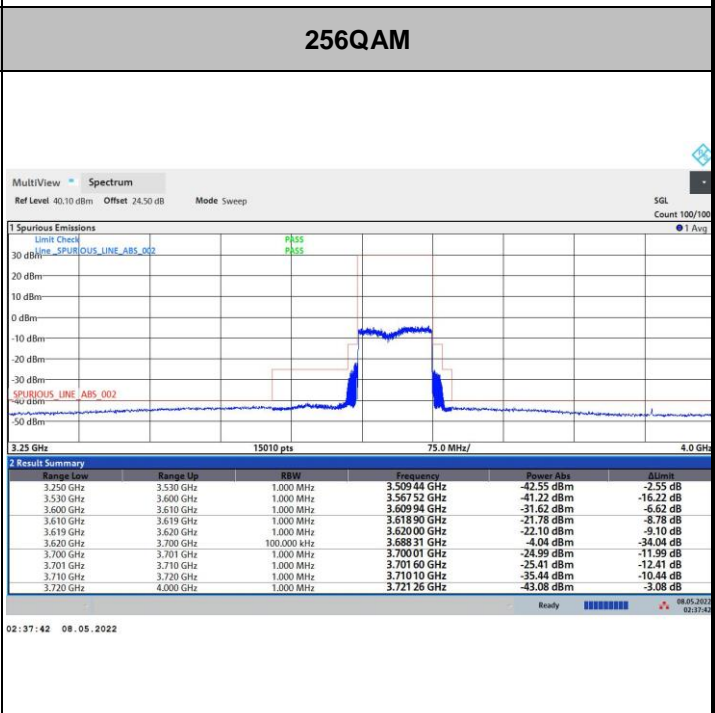 256QAM
MultiView Spectrum
Ref Level 40.10 dBm Offset 24.50 dB Mode Sweep SGL
Count 100/100
1 Spurious Emissions 1 Avg
Limit Check PASS
Line _SPURIOUS_LINE_ABS_002 PASS
30 dBm
20 dBm
10 dBm
0 dBm
-10 dBm
-20 dBm
-30 dBm
SPURIOUS_LINE_ABS_002
-40 dBm
-50 dBm
3.25 GHz 15010 pts 75.0 MHz/ 4.0 GHz
2 Result Summary
Range Low Range Up RBW Frequency Power Abs ΔLimit
3.250 GHz 3.530 GHz 1.000 MHz 3.509 44 GHz -42.55 dBm -2.55 dB
3.530 GHz 3.600 GHz 1.000 MHz 3.567 52 GHz -41.22 dBm -16.22 dB
3.600 GHz 3.610 GHz 1.000 MHz 3.609 94 GHz -31.62 dBm -6.62 dB
3.610 GHz 3.619 GHz 1.000 MHz 3.618 90 GHz -21.78 dBm -8.78 dB
3.619 GHz 3.620 GHz 1.000 MHz 3.620 00 GHz -22.10 dBm -9.10 dB
3.620 GHz 3.700 GHz 100.000 kHz 3.688 31 GHz -4.04 dBm -34.04 dB
3.700 GHz 3.701 GHz 1.000 MHz 3.700 01 GHz -24.99 dBm -11.99 dB
3.701 GHz 3.710 GHz 1.000 MHz 3.701 60 GHz -25.41 dBm -12.41 dB
3.710 GHz 3.720 GHz 1.000 MHz 3.710 10 GHz -35.44 dBm -10.44 dB
3.720 GHz 4.000 GHz 1.000 MHz 3.721 26 GHz -43.08 dBm -3.08 dB
Ready 08.05.2022
02:37:42
02:37:42 08.05.2022